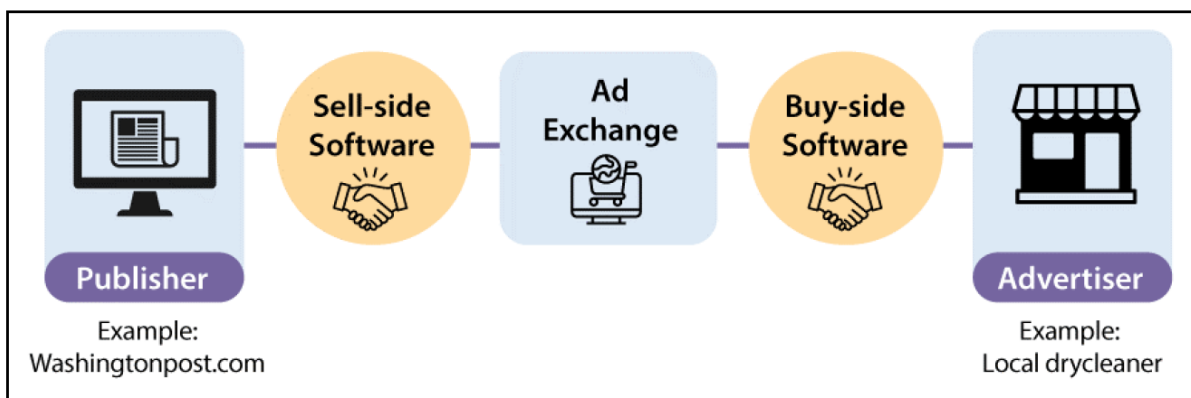 Sell-side
Software
Ad
Exchange
Buy-side
Software
Publisher
Advertiser
Example:
Washingtonpost.com
Example:
Local drycleaner